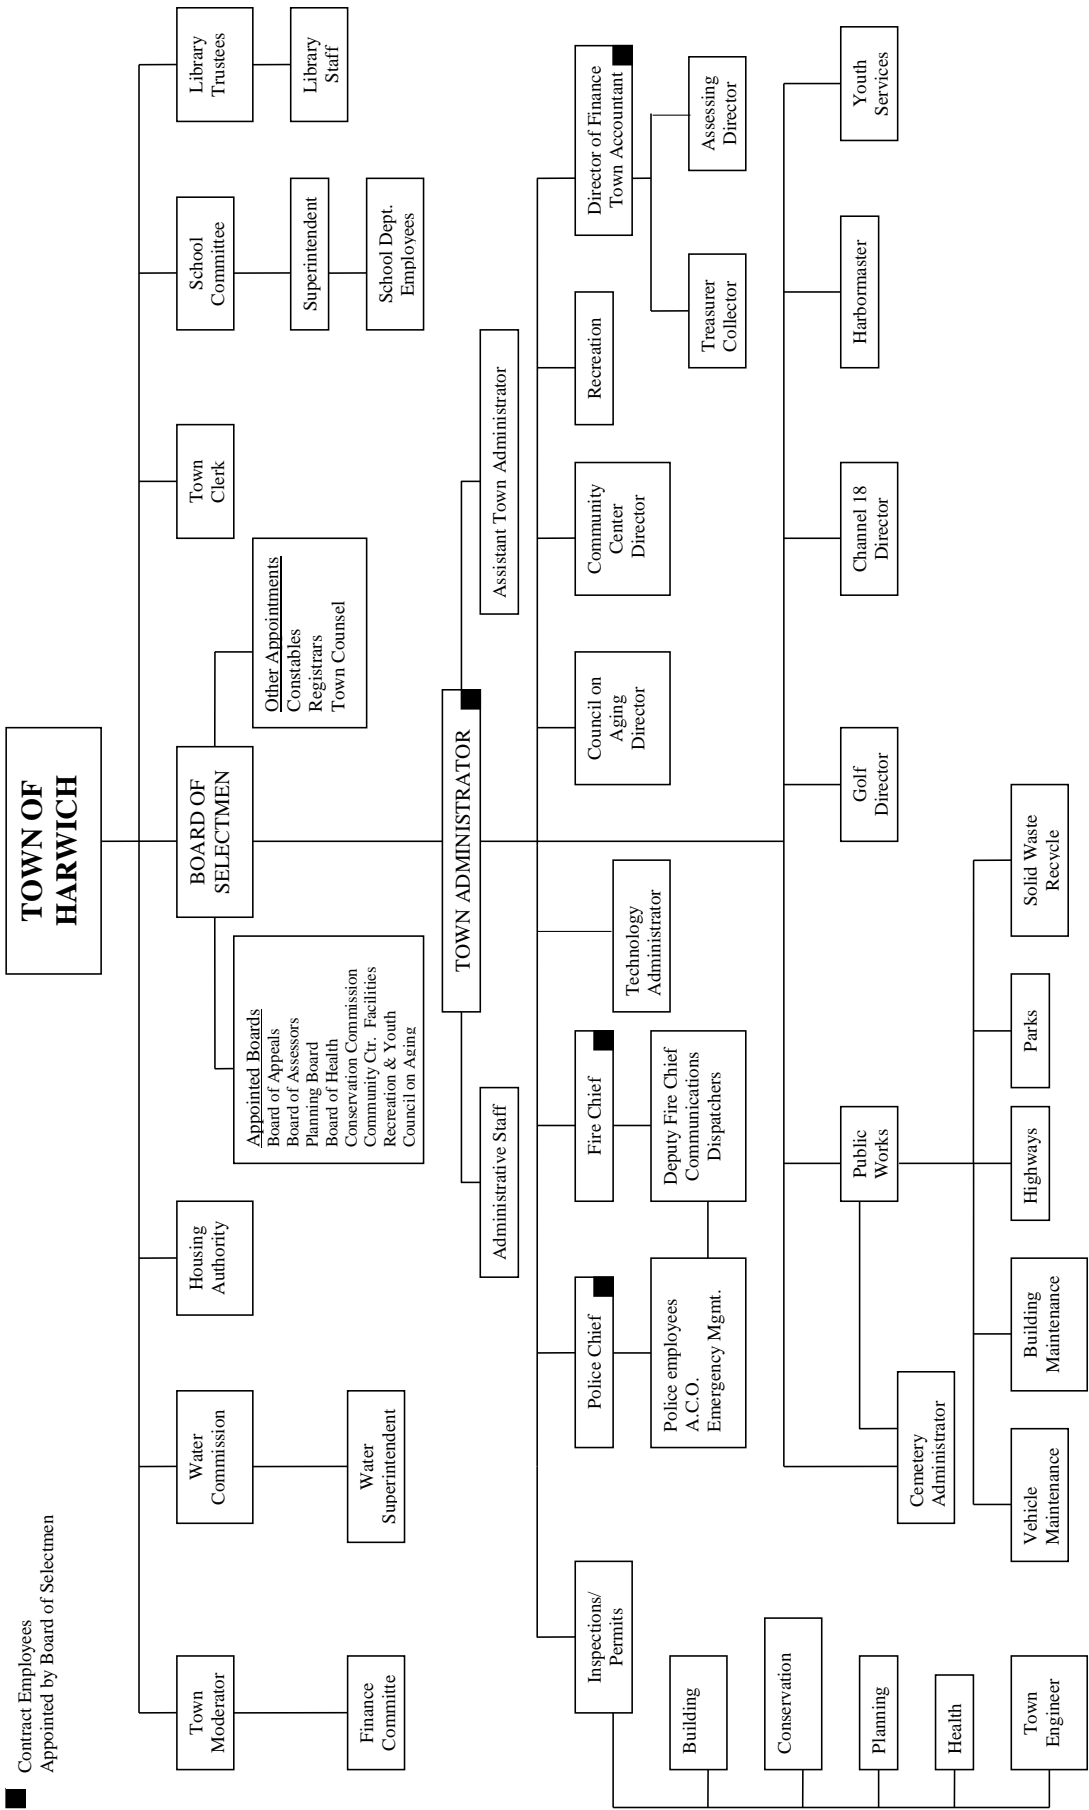 Contract Employees
Appointed by Board of Selectmen
TOWN OF
HARWICH
Town
Moderator
Water
Commission
Housing
Authority
BOARD OF
SELECTMEN
Town
Clerk
School
Committee
Library
Trustees
Finance
Committe
Water
Superintendent
Appointed Boards
Board of Appeals
Board of Assessors
Planning Board
Board of Health
Conservation Commission
Community Ctr. Facilities
Recreation & Youth
Council on Aging
Other Appointments
Constables
Registrars
Town Counsel
Superintendent
School Dept.
Employees
Library
Staff
TOWN ADMINISTRATOR
Administrative Staff
Assistant Town Administrator
Inspections/
Permits
Police Chief
Fire Chief
Technology
Administrator
Council on
Aging
Director
Community
Center
Director
Recreation
Director of Finance
Town Accountant
Police employees
A.C.O.
Emergency Mgmt.
Deputy Fire Chief
Communications
Dispatchers
Treasurer
Collector
Assessing
Director
Building
Conservation
Planning
Health
Town
Engineer
Cemetery
Administrator
Public
Works
Golf
Director
Channel 18
Director
Harbormaster
Youth
Services
Vehicle
Maintenance
Building
Maintenance
Highways
Parks
Solid Waste
Recycle